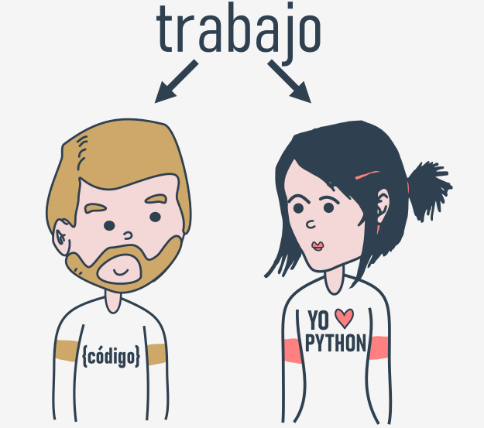 trabajo
{código}
YO ❤
PYTHON